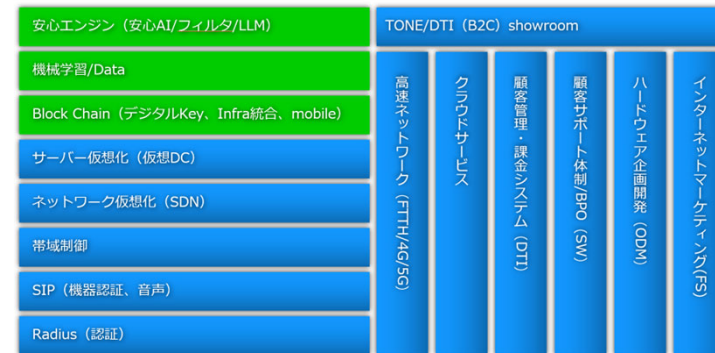 安心エンジン（安心AI/フィルタ/LLM）
機械学習/Data
Block Chain（デジタルKey、Infra統合、mobile）
サーバー仮想化（仮想DC）
ネットワーク仮想化（SDN）
帯域制御
SIP（機器認証、音声）
Radius（認証）
TONE/DTI（B2C）showroom
高速ネットワーク（FTTH/4G/5G）
クラウドサービス
顧客管理・課金システム（DTI）
顧客サポート体制/BPO（SW）
ハードウェア企画開発（ODM）
インターネットマーケティング(FS)